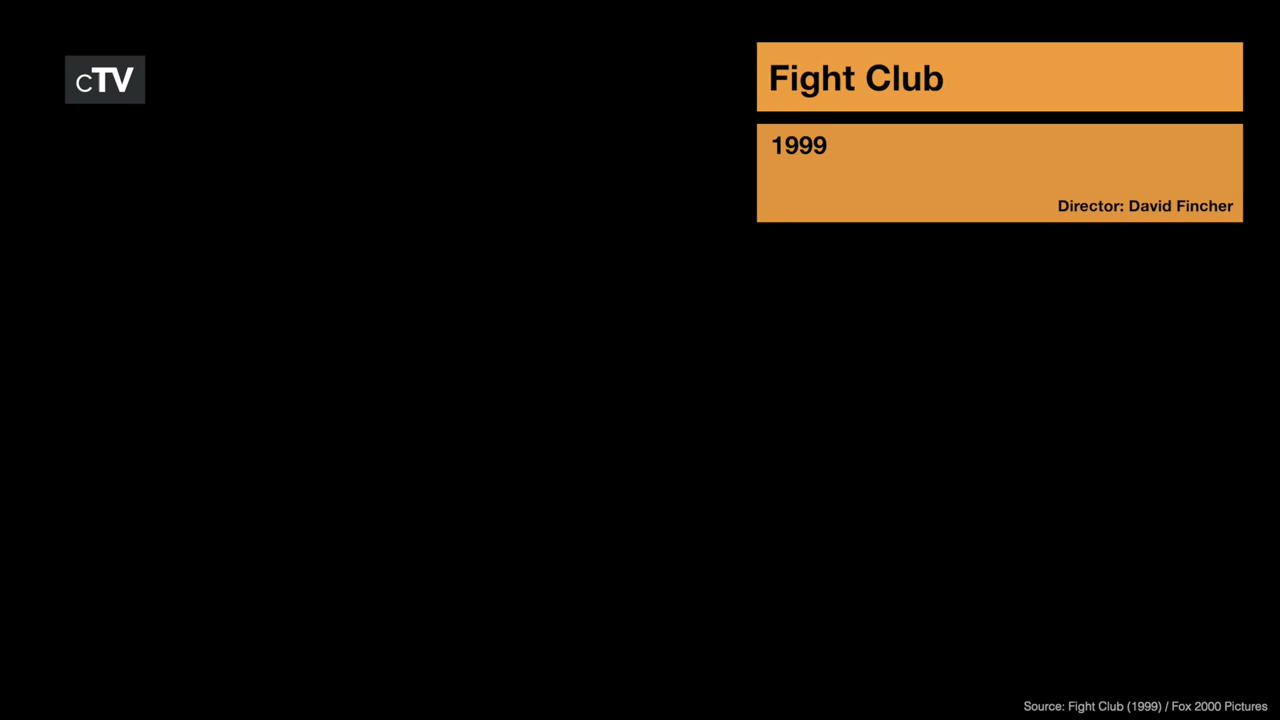 cTV
Fight Club
1999
Director: David Fincher
Source: Fight Club (1999) / Fox 2000 Pictures